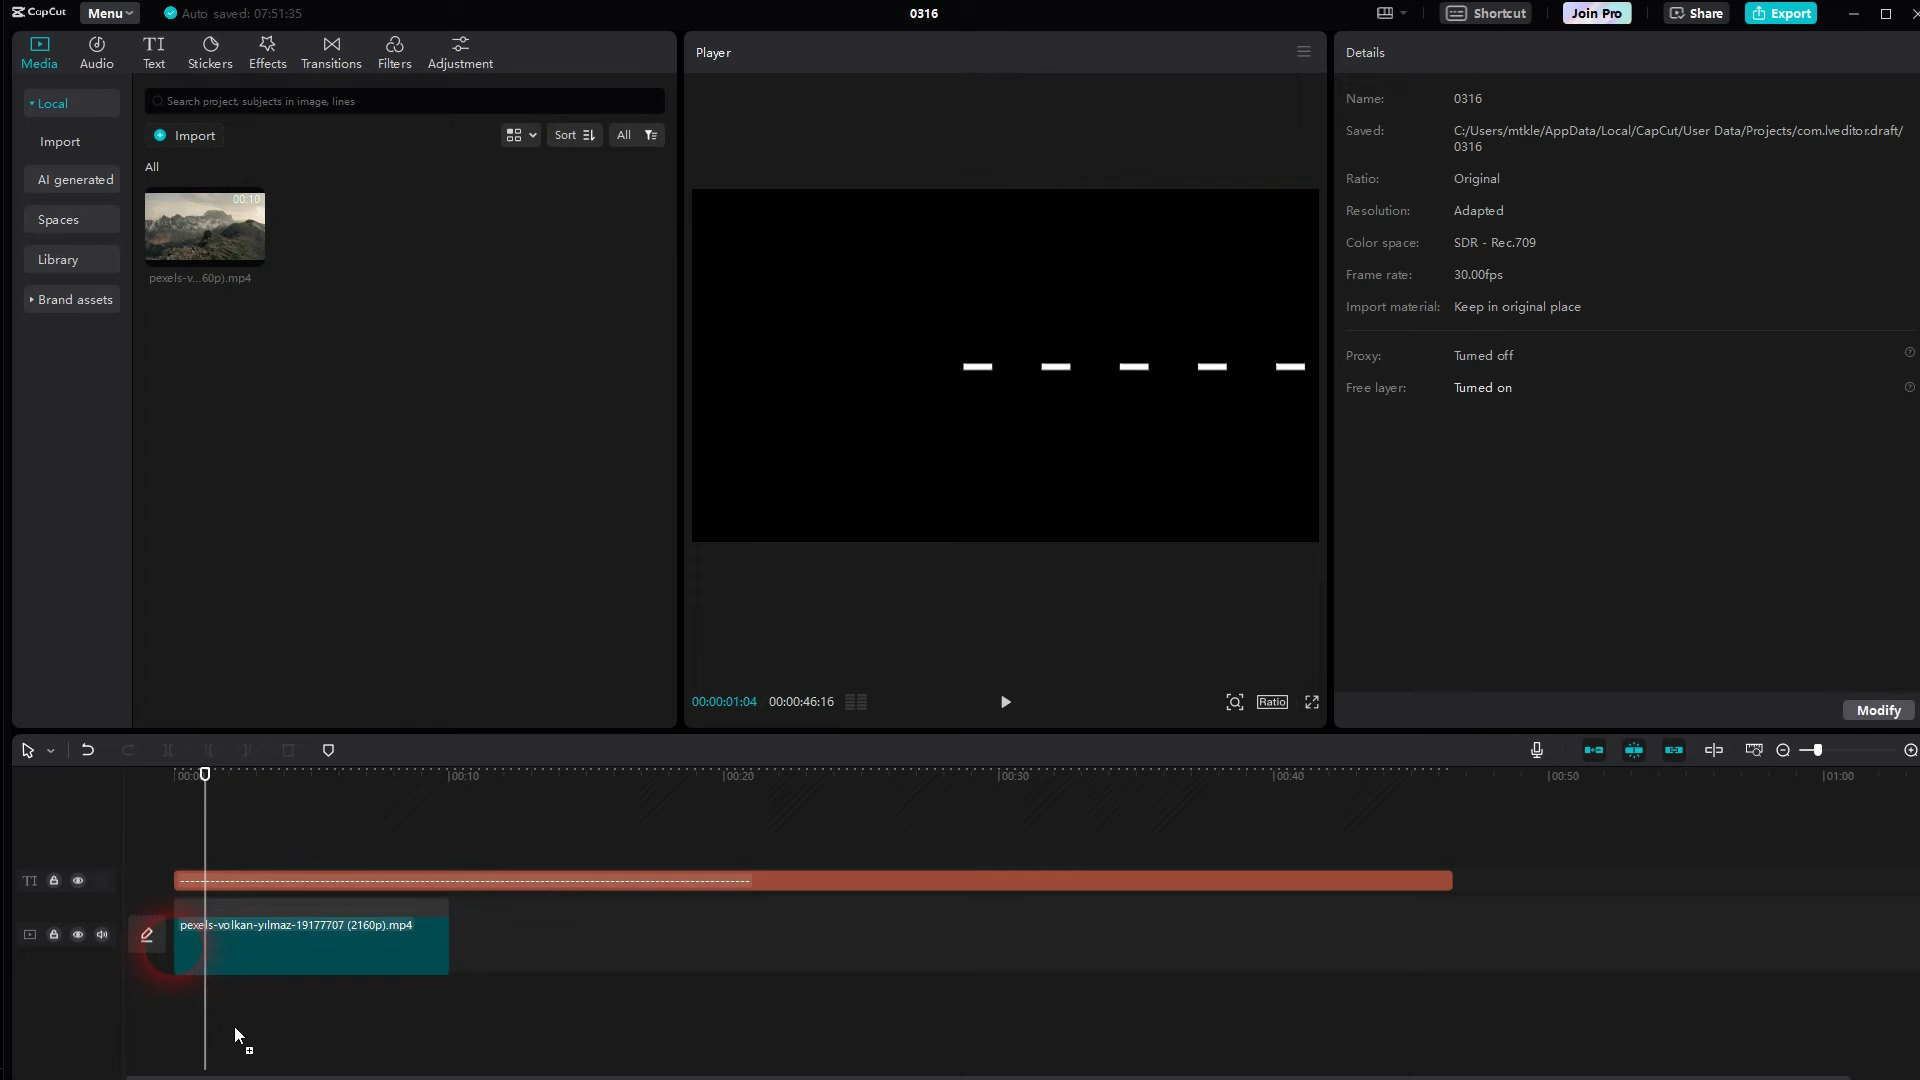 CapCut Menu Auto saved: 07:51:35 0316 Shortcut Join Pro Share Export
Media Audio Text Stickers Effects Transitions Filters Adjustment
Local
Import
AI generated
Spaces
Library
Brand assets
Search project, subjects in image, lines
Import Sort All
All
00:10
pexels-v...60p).mp4
Player
00:00:01:04 00:00:46:16 Ratio
Details
Name: 0316
Saved: C:/Users/mtkle/AppData/Local/CapCut/User Data/Projects/com.lveditor.draft/
0316
Ratio: Original
Resolution: Adapted
Color space: SDR - Rec.709
Frame rate: 30.00fps
Import material: Keep in original place
Proxy: Turned off
Free layer: Turned on
Modify
00:10 00:20 00:30 00:40 00:50 01:00
TI
pexels-volkan-yılmaz-19177707 (2160p).mp4